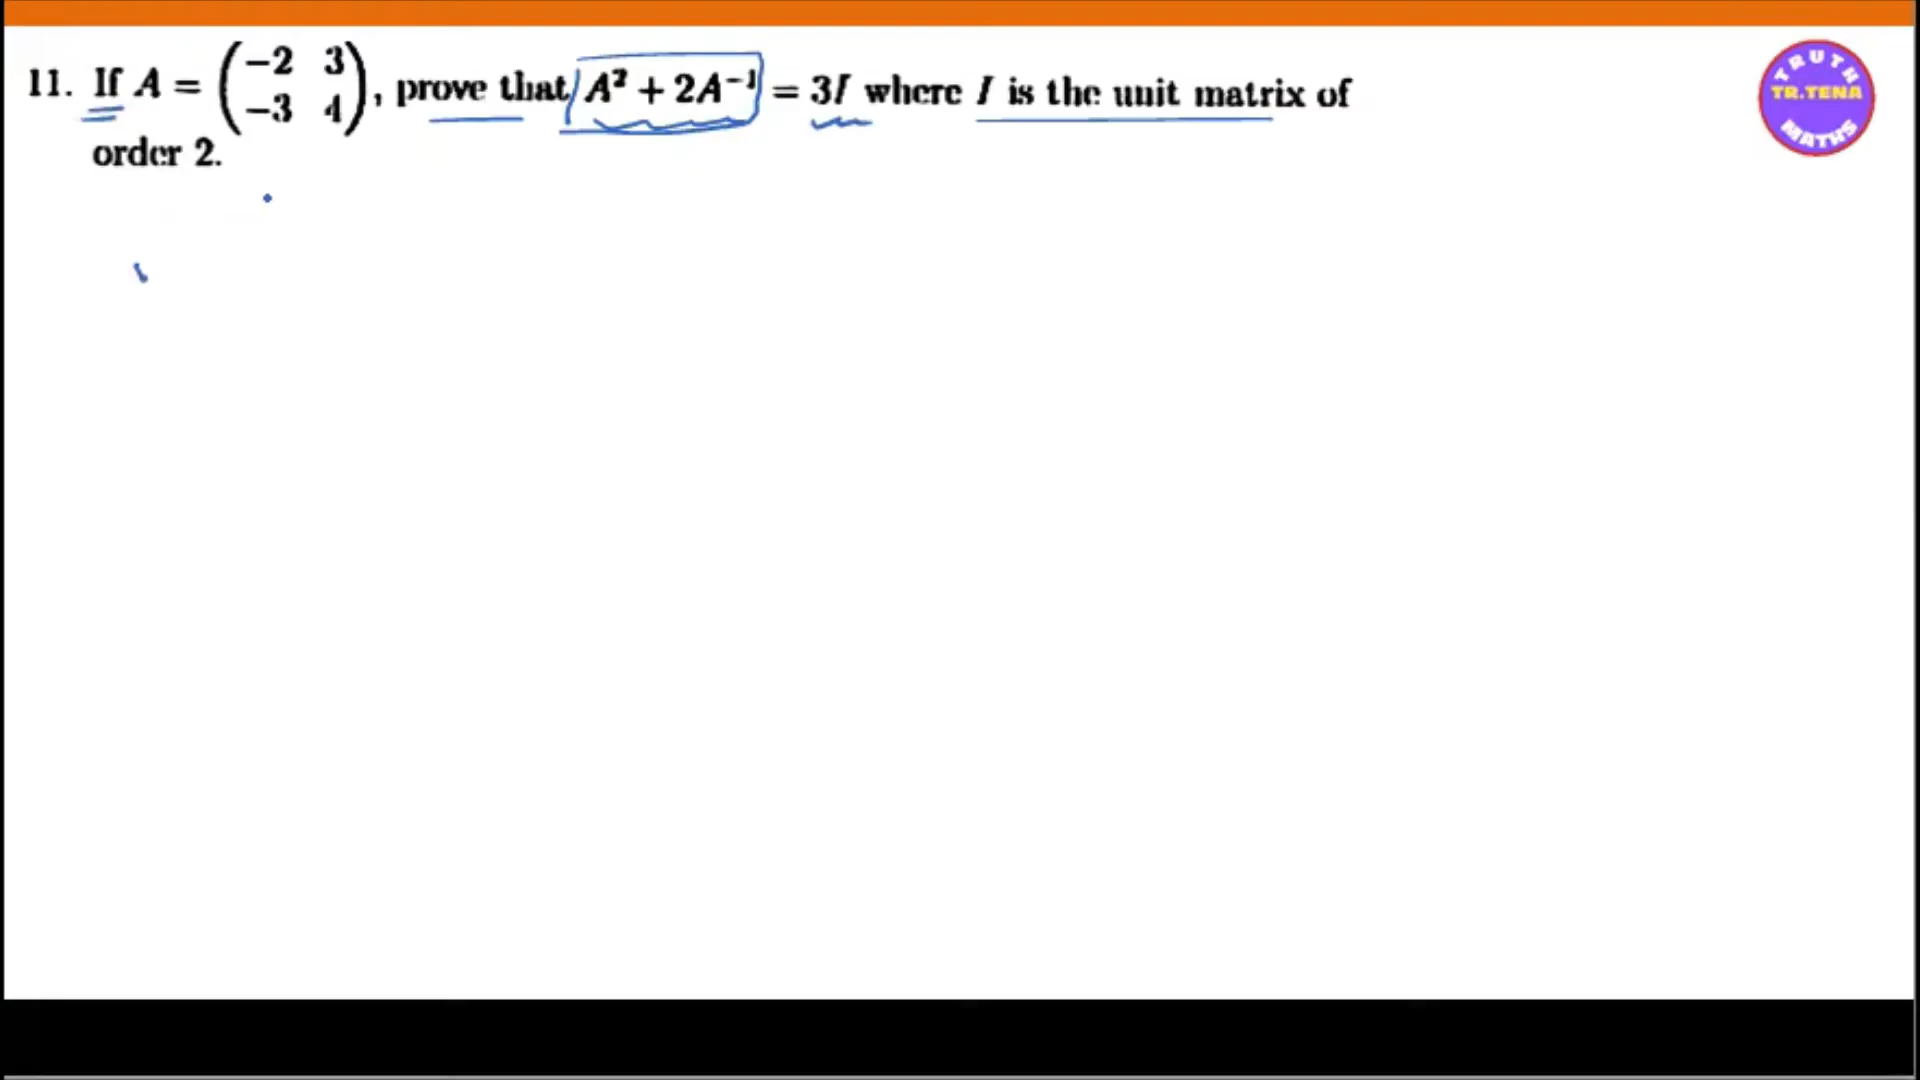 11. If A = (−2 3 −3 4), prove that A² + 2A⁻¹ = 3I where I is the unit matrix of
order 2.
TRUTH
TR.TENA
MATHS